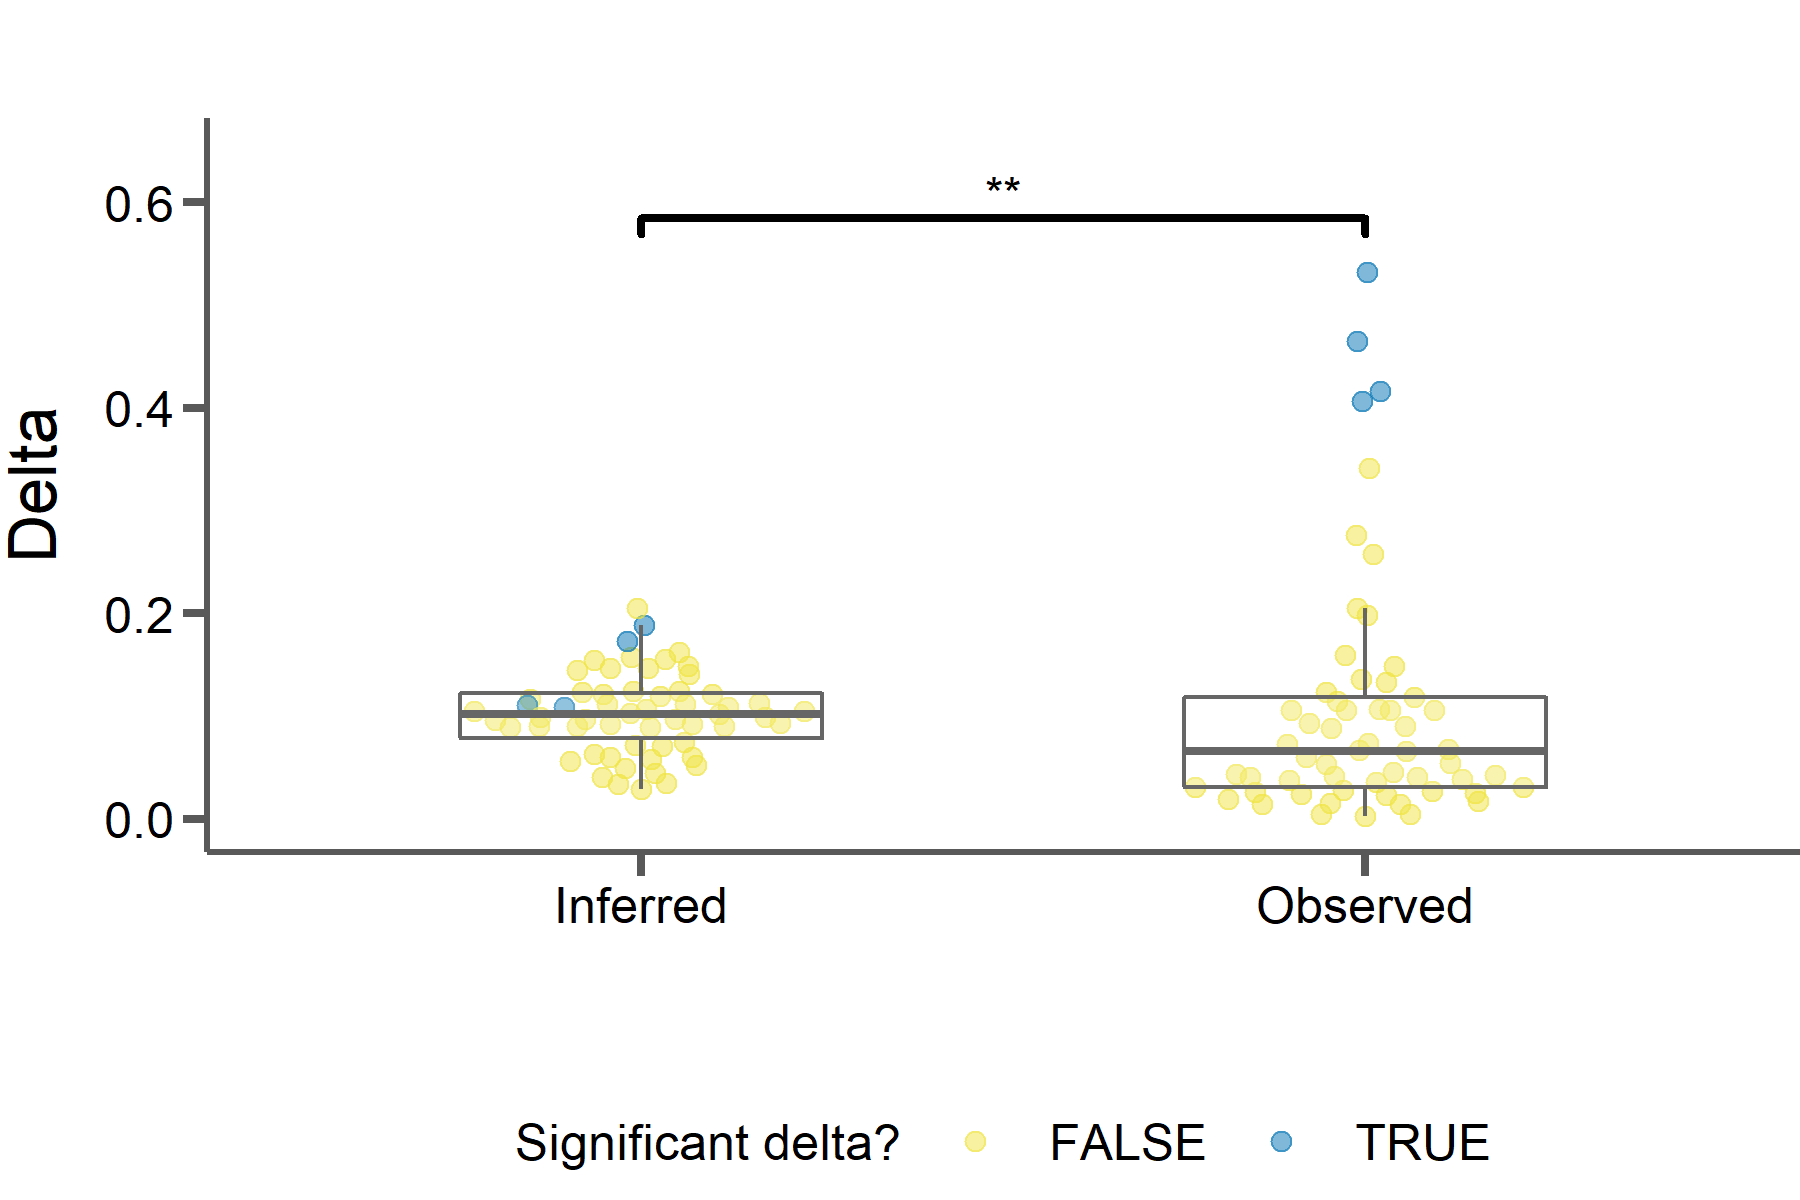 **
0.6
0.4
0.2
0.0
Delta
Inferred
Observed
Significant delta? FALSE TRUE